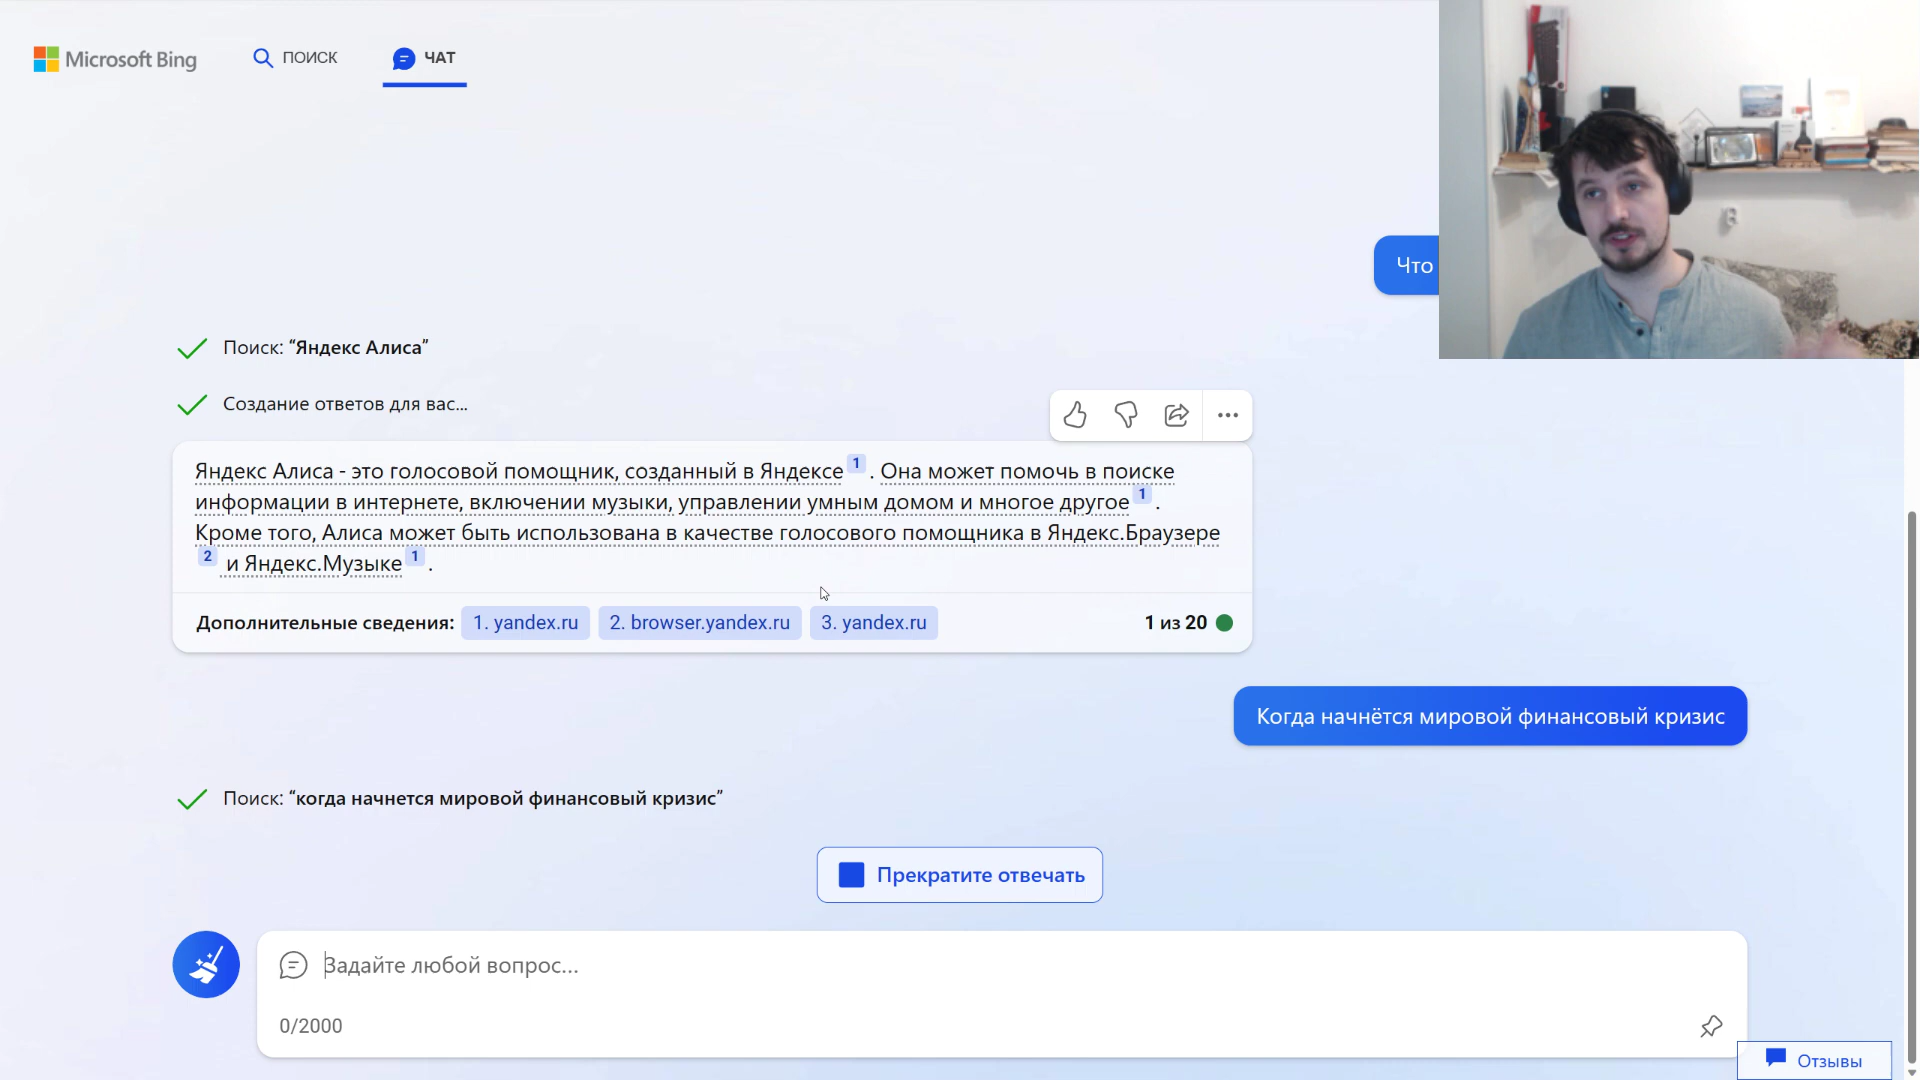 Microsoft Bing
ПОИСК
ЧАТ
Что
Поиск: “Яндекс Алиса”
Создание ответов для вас...
Яндекс Алиса - это голосовой помощник, созданный в Яндексе 1 . Она может помочь в поиске
информации в интернете, включении музыки, управлении умным домом и многое другое 1 .
Кроме того, Алиса может быть использована в качестве голосового помощника в Яндекс.Браузере
2 и Яндекс.Музыке 1 .
Дополнительные сведения: 1. yandex.ru 2. browser.yandex.ru 3. yandex.ru 1 из 20
Когда начнётся мировой финансовый кризис
Поиск: “когда начнется мировой финансовый кризис”
Прекратите отвечать
Задайте любой вопрос...
0/2000
Отзывы